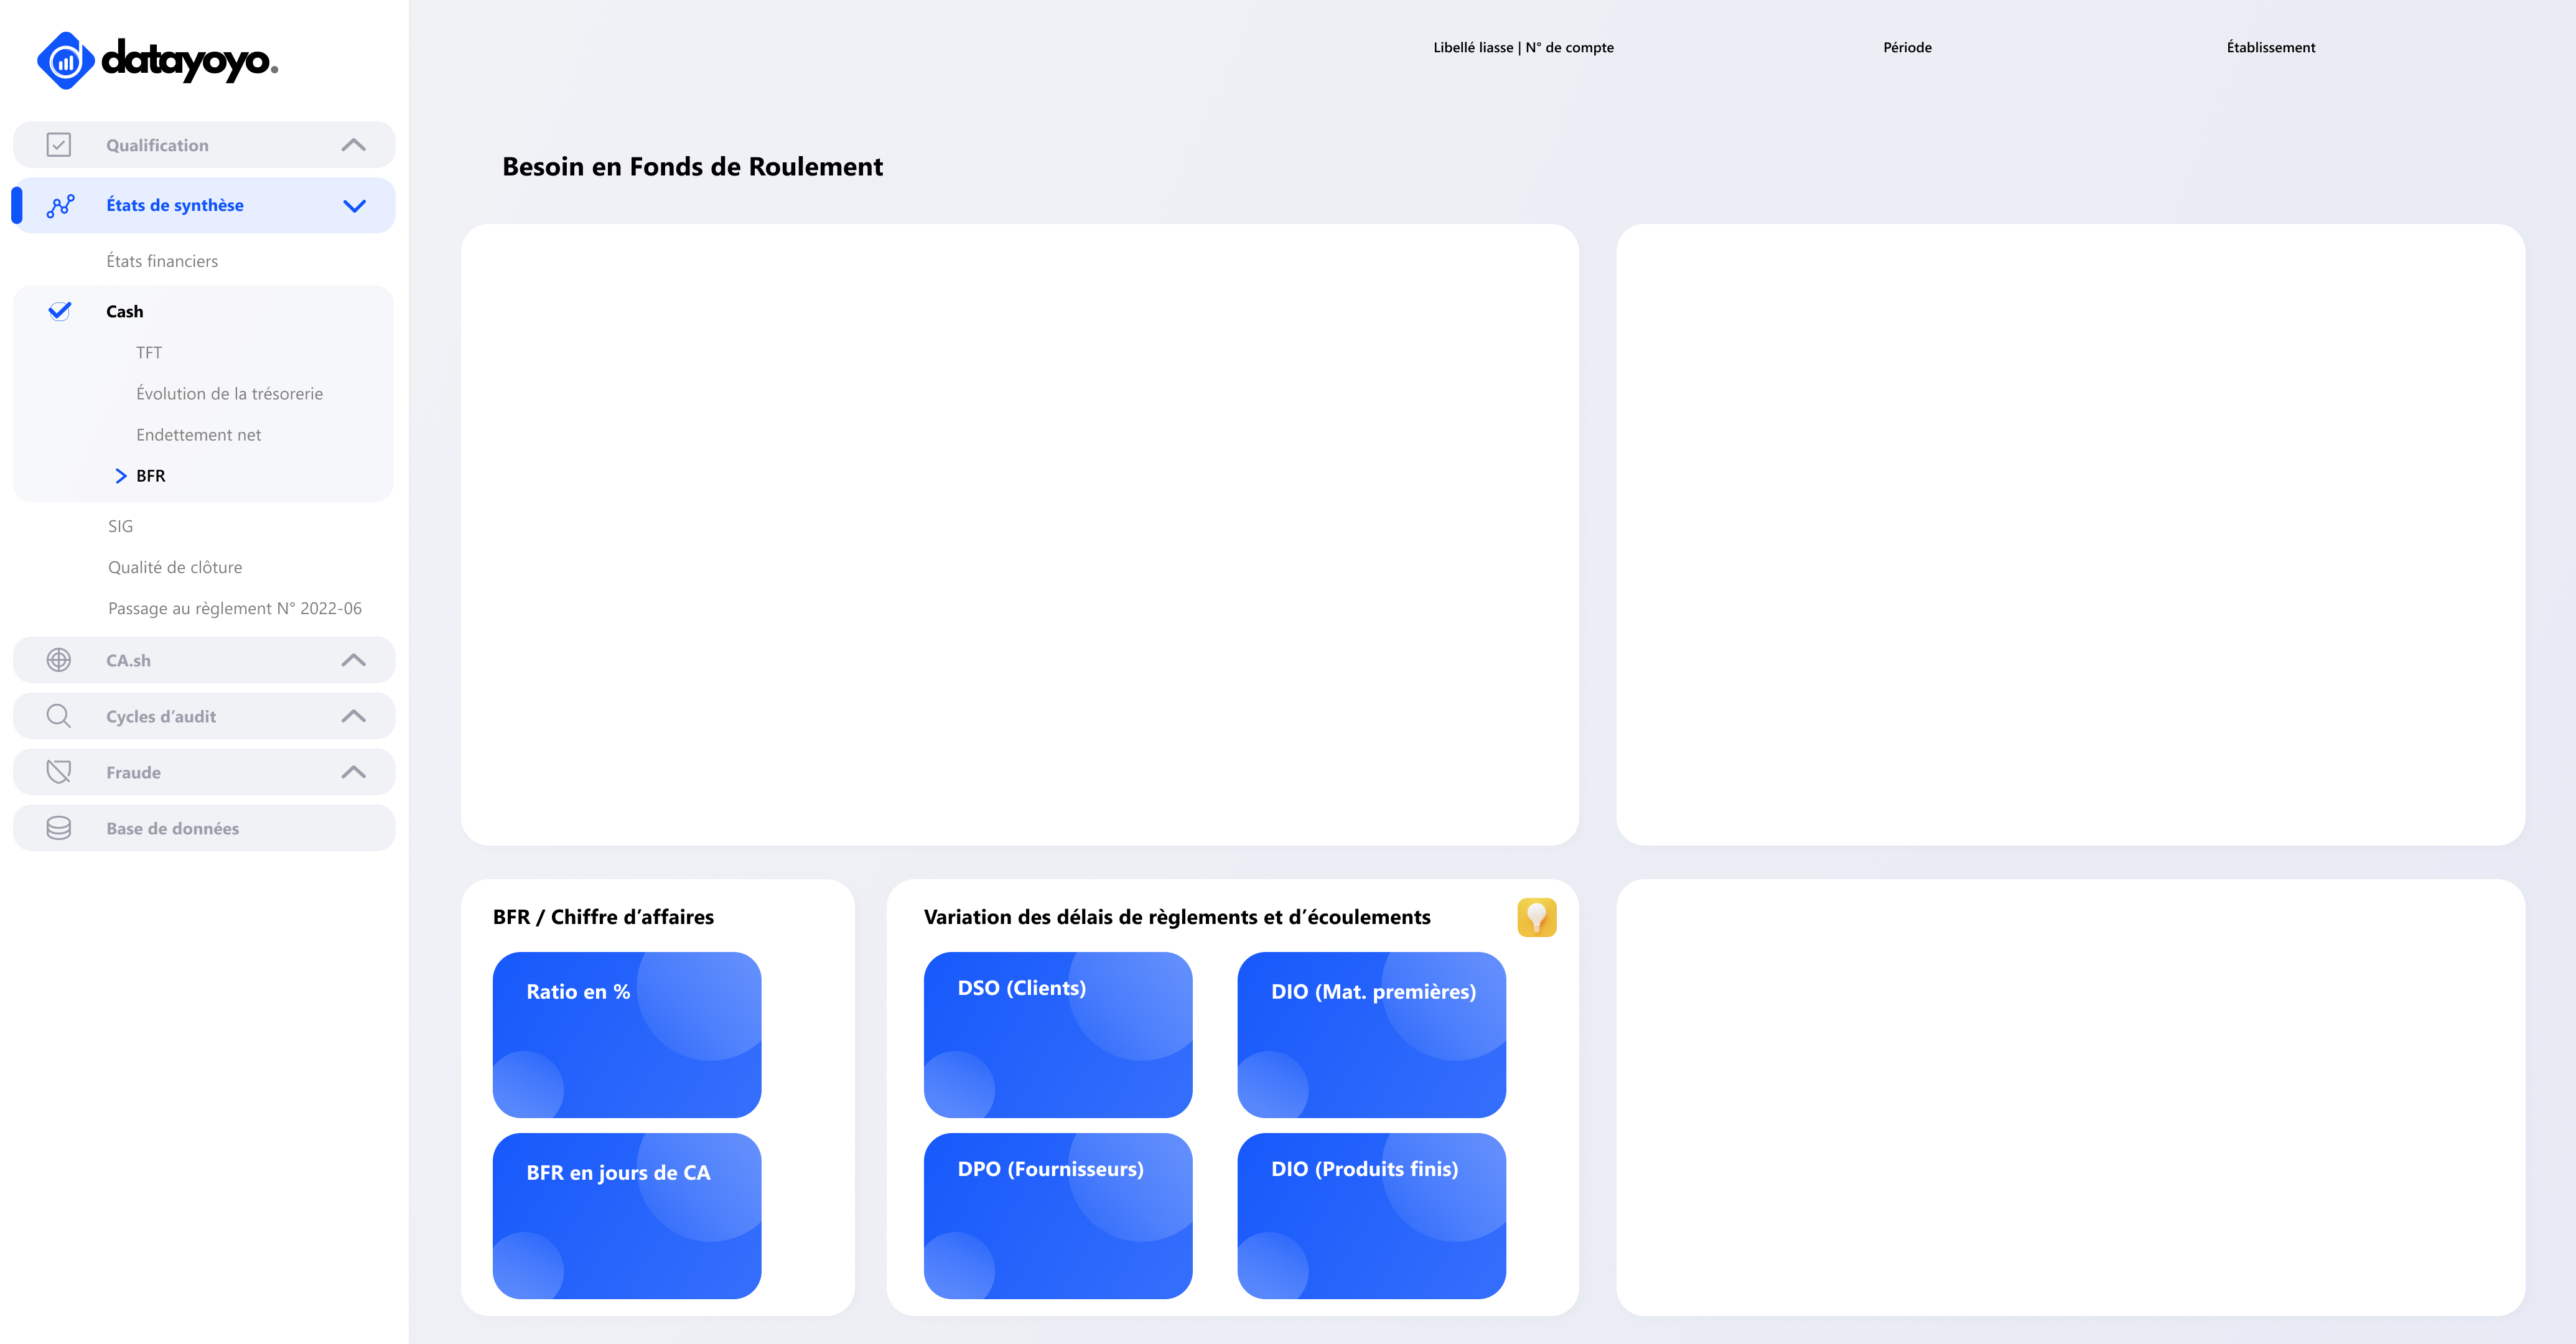 datayoyo.
Qualification
États de synthèse
États financiers
Cash
TFT
Évolution de la trésorerie
Endettement net
BFR
SIG
Qualité de clôture
Passage au règlement N° 2022-06
CA.sh
Cycles d’audit
Fraude
Base de données
Libellé liasse | N° de compte
Période
Établissement
Besoin en Fonds de Roulement
BFR / Chiffre d’affaires
Ratio en %
BFR en jours de CA
Variation des délais de règlements et d’écoulements
DSO (Clients)
DIO (Mat. premières)
DPO (Fournisseurs)
DIO (Produits finis)